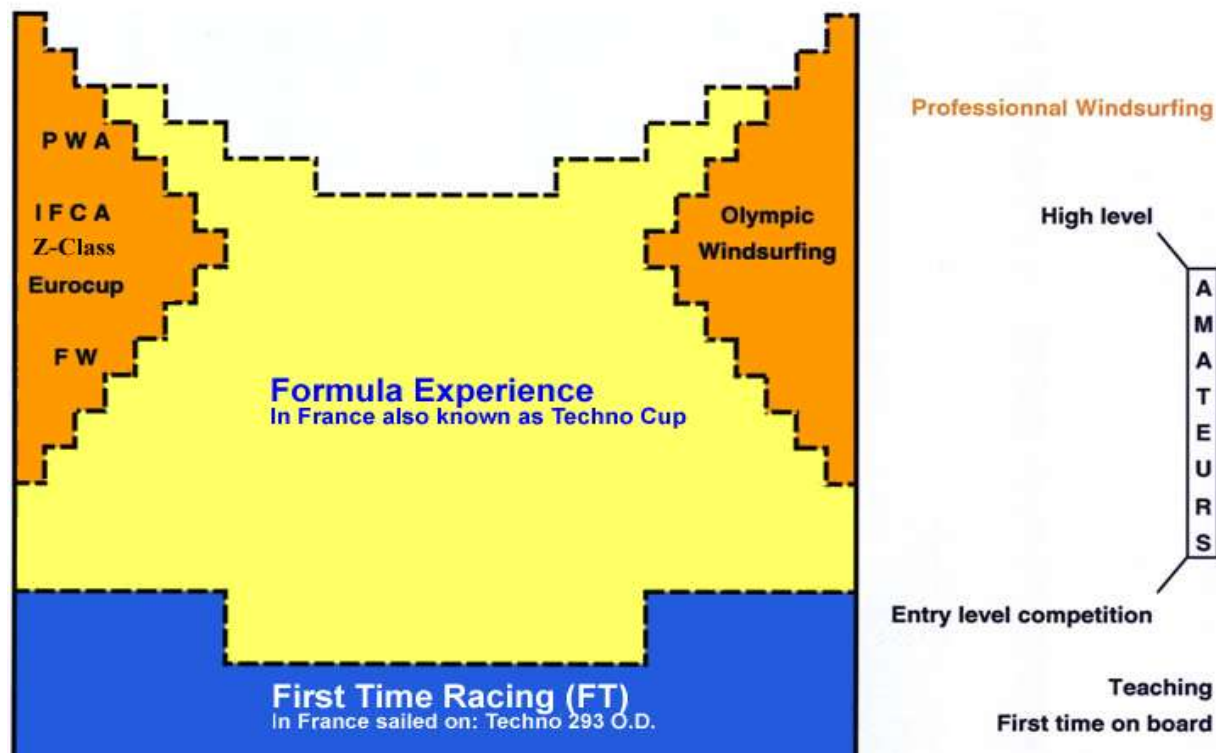 Professionnal Windsurfing
P W A
I F C A
Z-Class
Eurocup
F W
Olympic
Windsurfing
High level
AMATEURS
Formula Experience
In France also known as Techno Cup
Entry level competition
First Time Racing (FT)
In France sailed on: Techno 293 O.D.
Teaching
First time on board